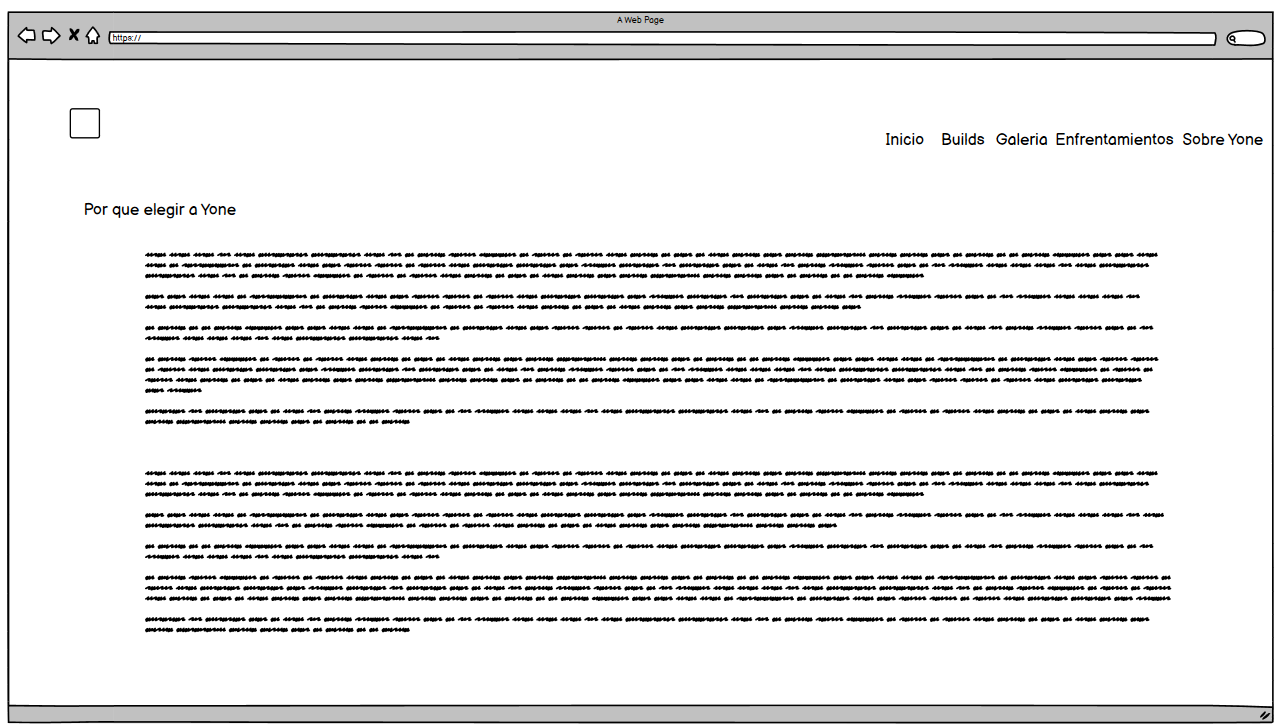 A Web Page
https://
Inicio Builds Galeria Enfrentamientos Sobre Yone
Por que elegir a Yone